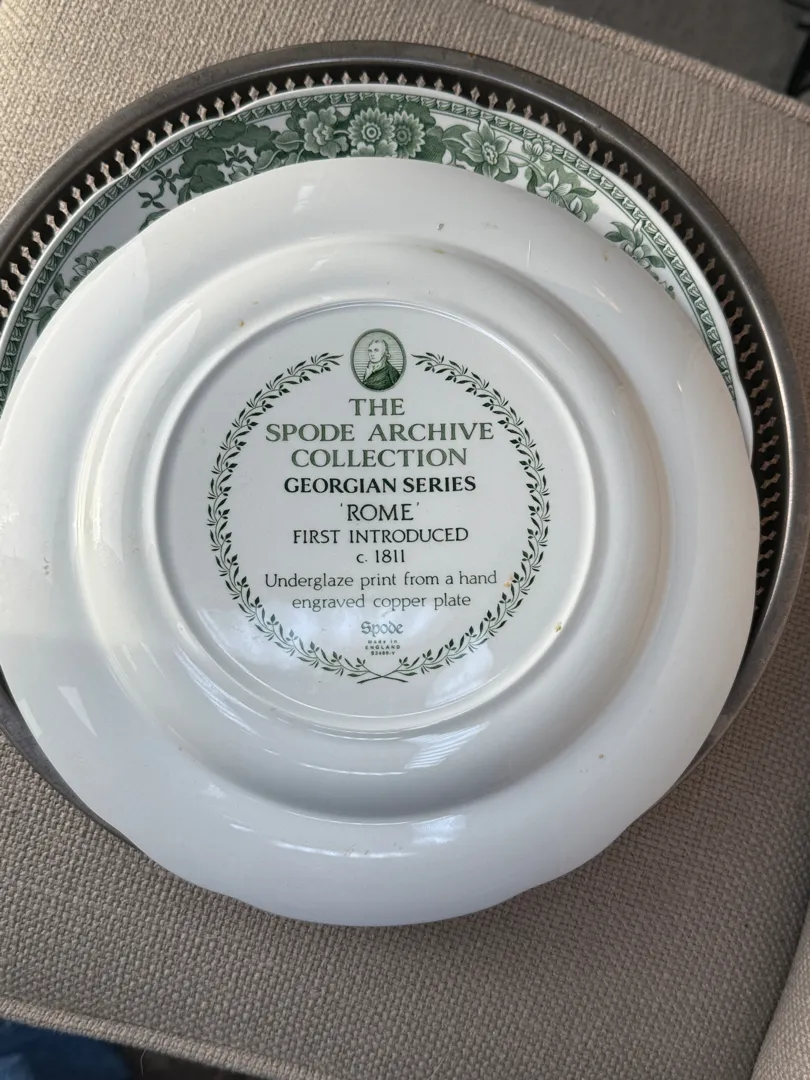 THE
SPODE ARCHIVE
COLLECTION
GEORGIAN SERIES
'ROME'
FIRST INTRODUCED
c. 1811
Underglaze print from a hand
engraved copper plate
Spode
MADE IN
ENGLAND